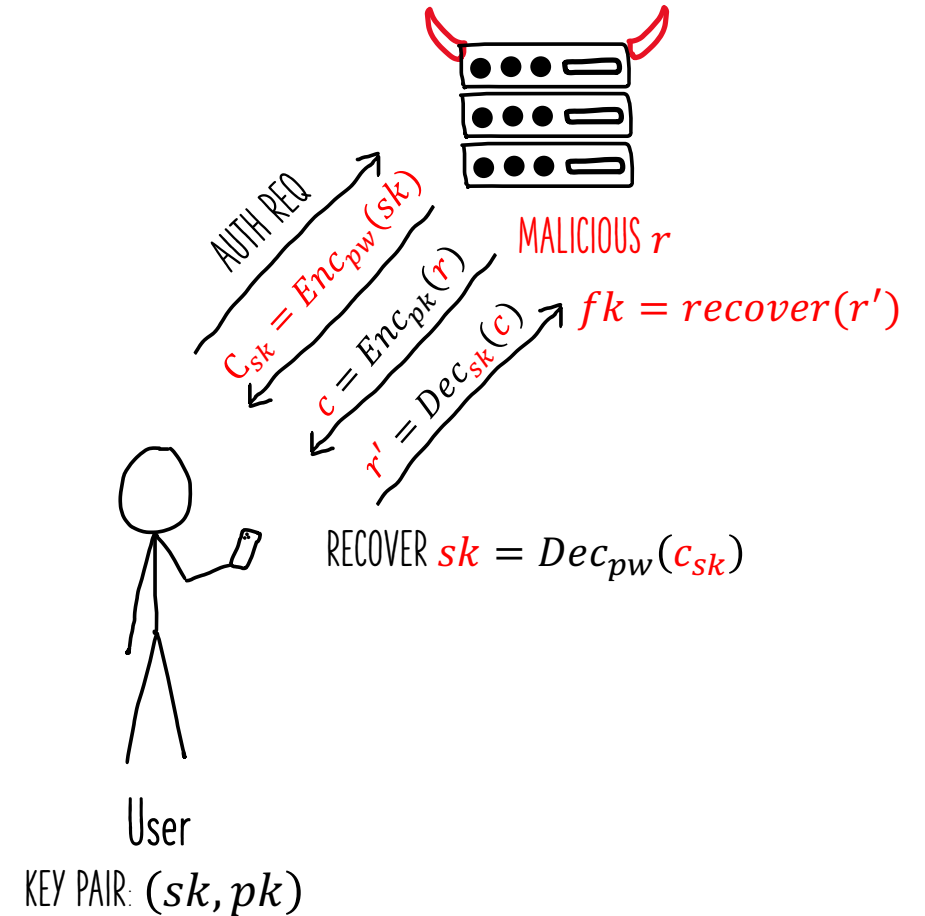 AUTH REQ
C_sk = Enc_pw(sk)
MALICIOUS r
c = Enc_pk(r)
fk = recover(r′)
r′ = Dec_sk(c)
RECOVER sk = Dec_pw(c_sk)
User
KEY PAIR: (sk, pk)